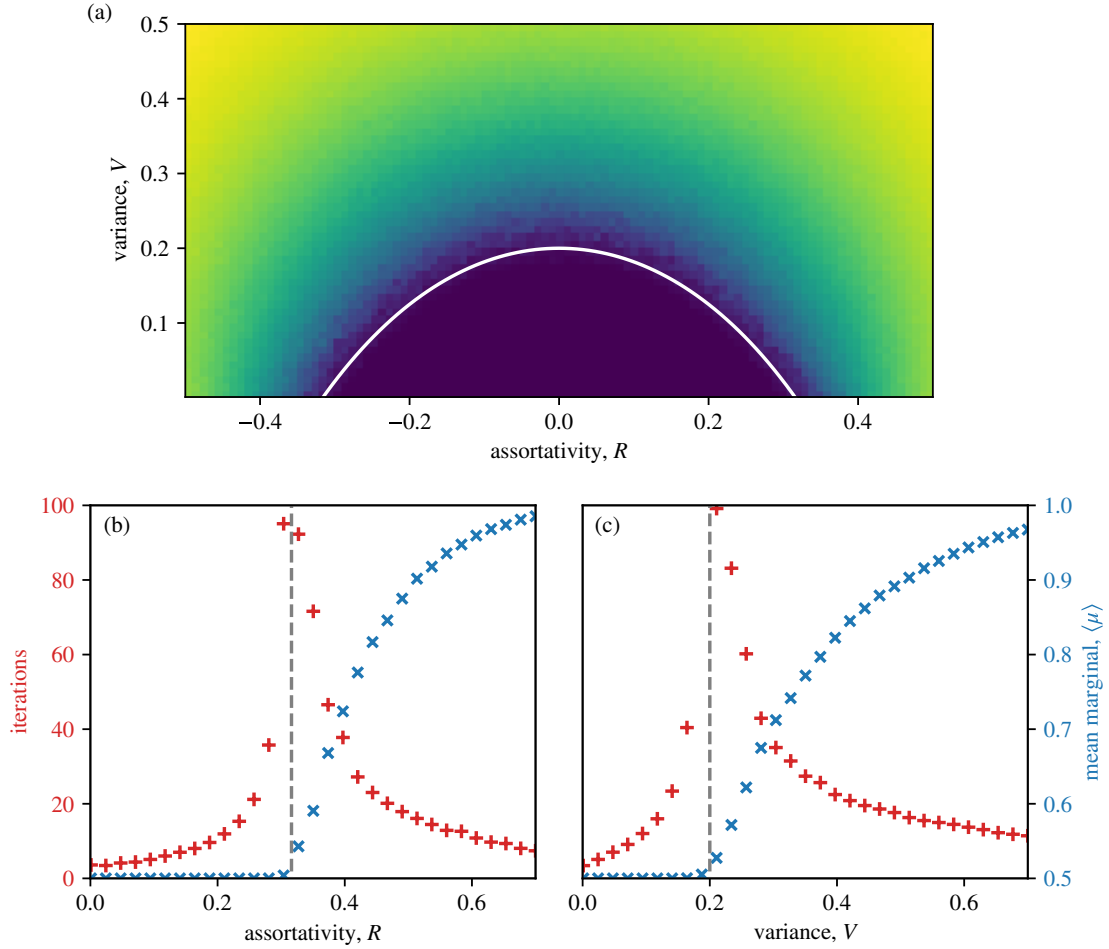 (a)
0.5
0.4
0.3
0.2
0.1
variance, V
−0.4 −0.2 0.0 0.2 0.4
assortativity, R
(b)
100
80
60
40
20
0
iterations
0.0 0.2 0.4 0.6
assortativity, R
(c)
1.0
0.9
0.8
0.7
0.6
0.5
mean marginal, ⟨μ⟩
0.0 0.2 0.4 0.6
variance, V